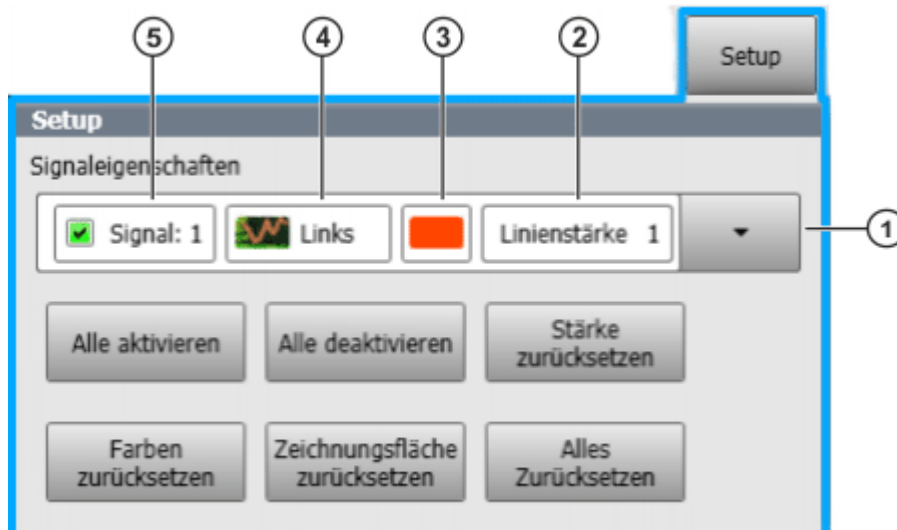 5 4 3 2
Setup
Setup
Signaleigenschaften
Signal: 1 Links Linienstärke 1
1
Alle aktivieren Alle deaktivieren Stärke
zurücksetzen
Farben
zurücksetzen
Zeichnungsfläche
zurücksetzen
Alles
Zurücksetzen